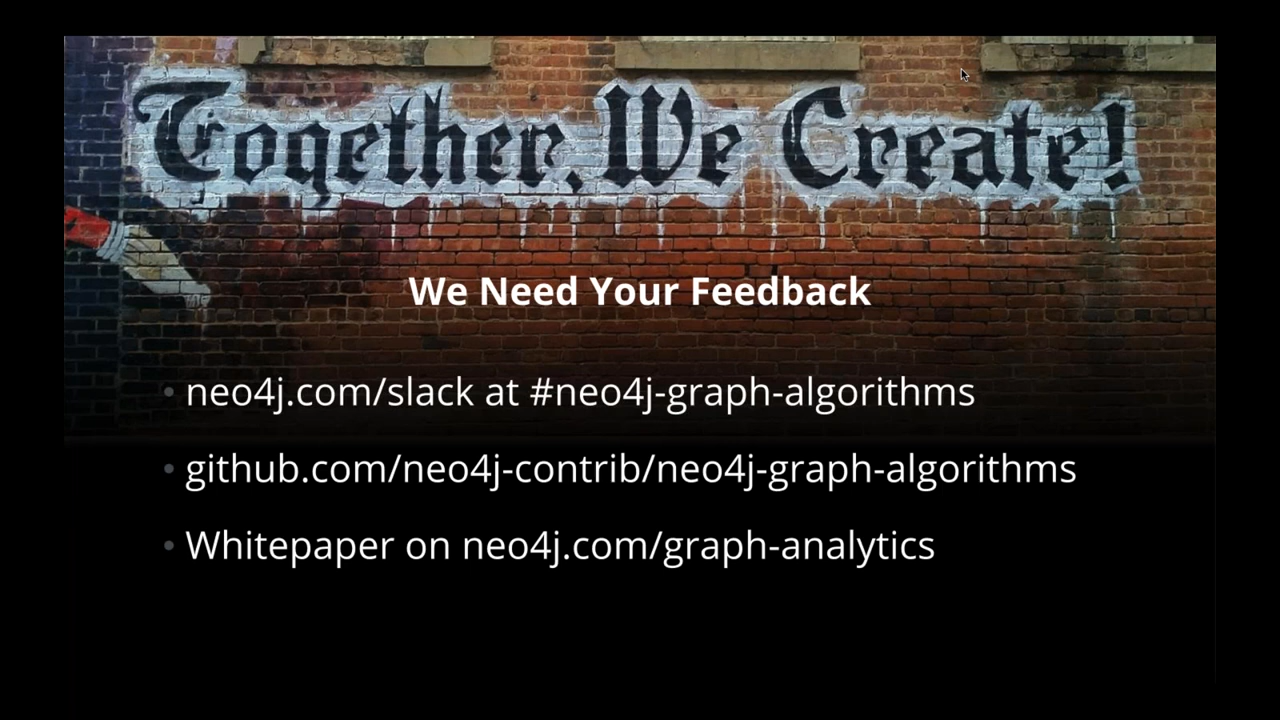 Together, We Create!
We Need Your Feedback
• neo4j.com/slack at #neo4j-graph-algorithms
• github.com/neo4j-contrib/neo4j-graph-algorithms
• Whitepaper on neo4j.com/graph-analytics